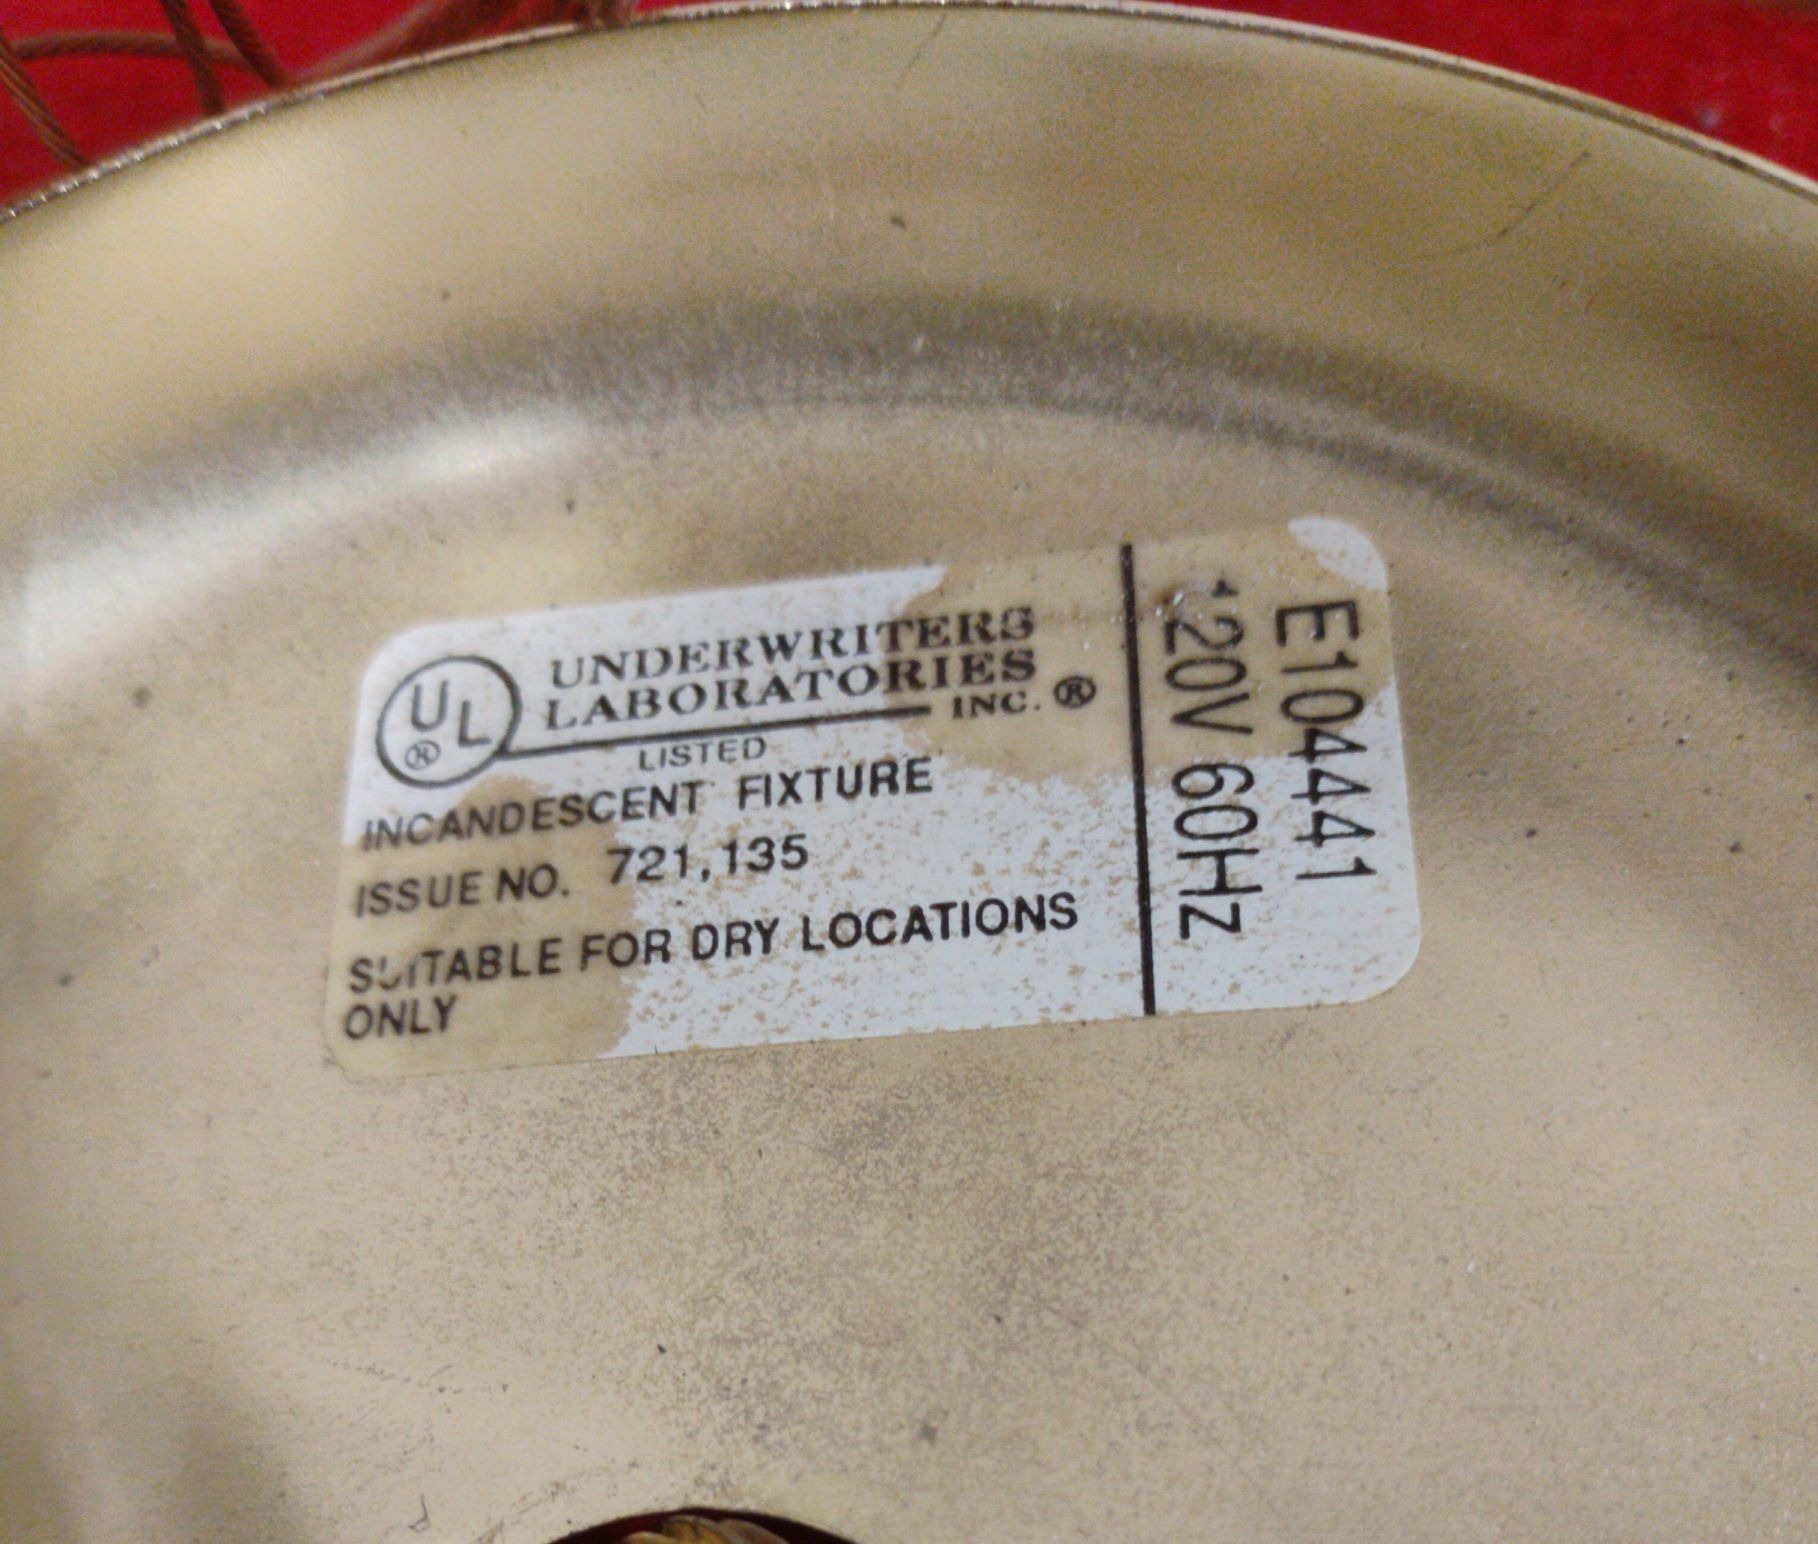 UL®
UNDERWRITERS
LABORATORIES
INC.®
LISTED
INCANDESCENT FIXTURE
ISSUE NO. 721,135
SUITABLE FOR DRY LOCATIONS
ONLY
E104441
120V 60Hz